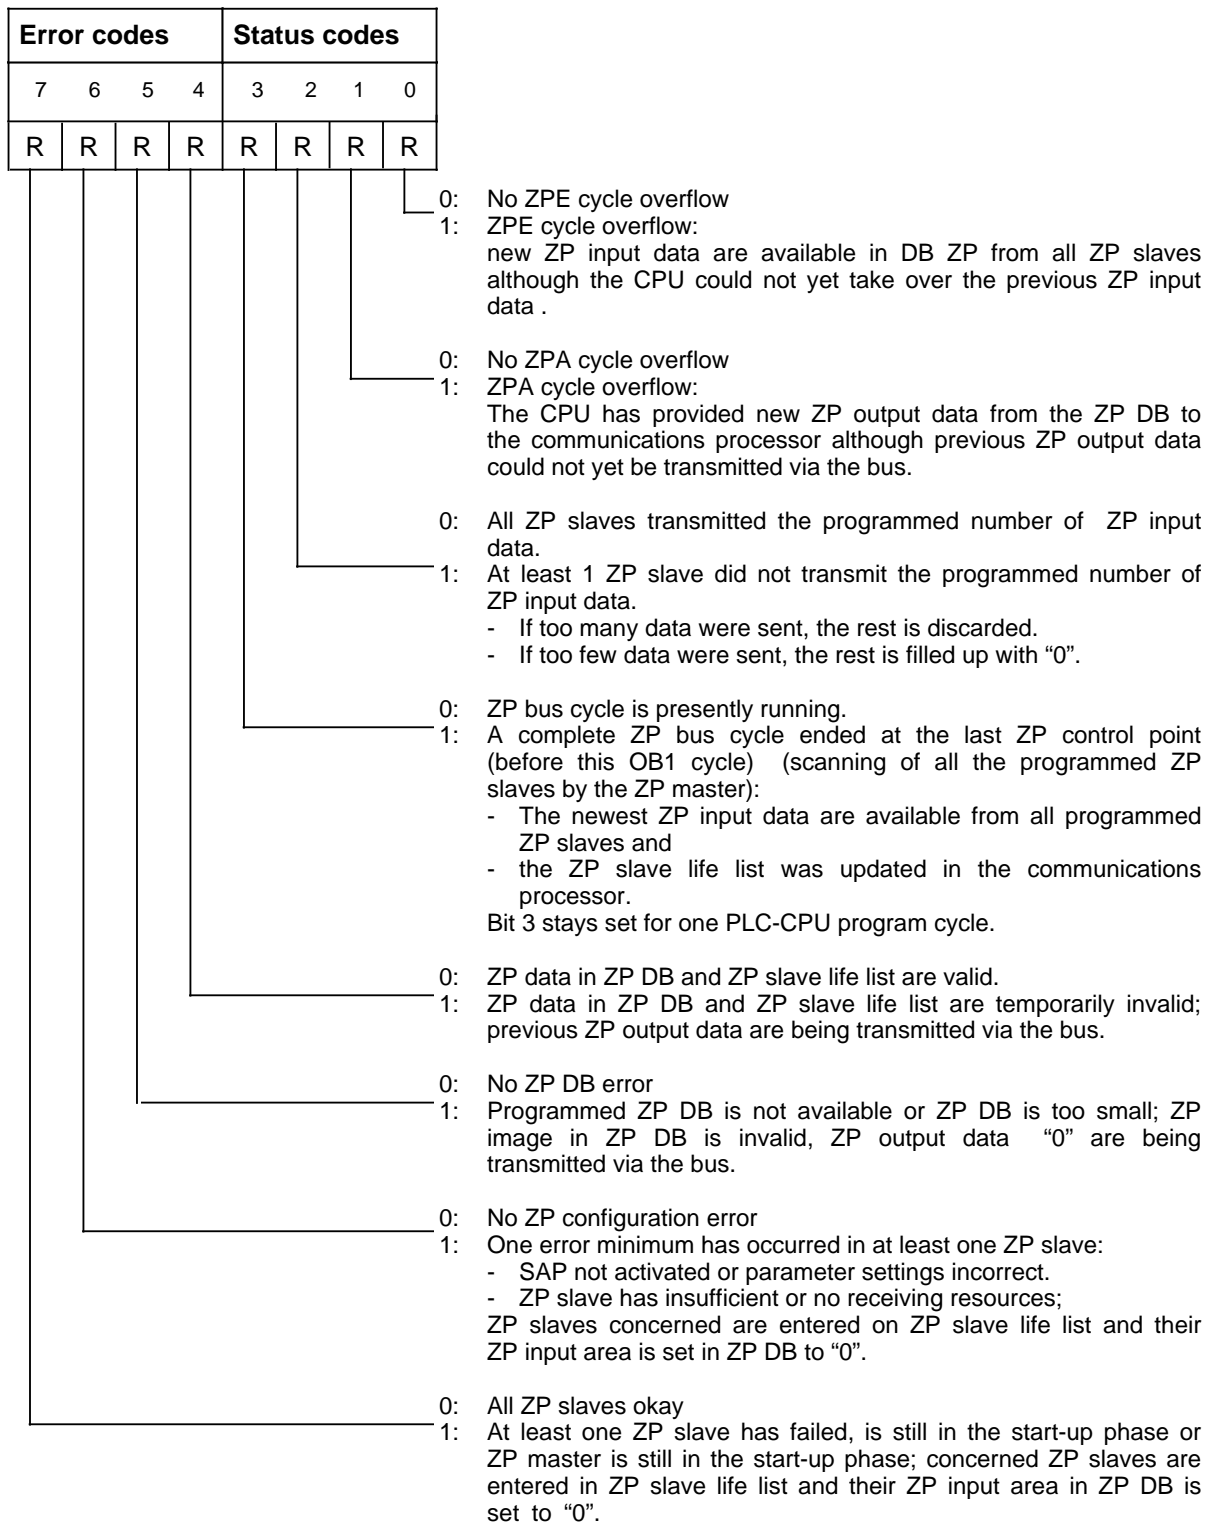 Error codes Status codes
7 6 5 4 3 2 1 0
R R R R R R R R
0: No ZPE cycle overflow
1: ZPE cycle overflow:
new ZP input data are available in DB ZP from all ZP slaves
although the CPU could not yet take over the previous ZP input
data .
0: No ZPA cycle overflow
1: ZPA cycle overflow:
The CPU has provided new ZP output data from the ZP DB to
the communications processor although previous ZP output data
could not yet be transmitted via the bus.
0: All ZP slaves transmitted the programmed number of ZP input
data.
1: At least 1 ZP slave did not transmit the programmed number of
ZP input data.
- If too many data were sent, the rest is discarded.
- If too few data were sent, the rest is filled up with “0”.
0: ZP bus cycle is presently running.
1: A complete ZP bus cycle ended at the last ZP control point
(before this OB1 cycle) (scanning of all the programmed ZP
slaves by the ZP master):
- The newest ZP input data are available from all programmed
ZP slaves and
- the ZP slave life list was updated in the communications
processor.
Bit 3 stays set for one PLC-CPU program cycle.
0: ZP data in ZP DB and ZP slave life list are valid.
1: ZP data in ZP DB and ZP slave life list are temporarily invalid;
previous ZP output data are being transmitted via the bus.
0: No ZP DB error
1: Programmed ZP DB is not available or ZP DB is too small; ZP
image in ZP DB is invalid, ZP output data “0” are being
transmitted via the bus.
0: No ZP configuration error
1: One error minimum has occurred in at least one ZP slave:
- SAP not activated or parameter settings incorrect.
- ZP slave has insufficient or no receiving resources;
ZP slaves concerned are entered on ZP slave life list and their
ZP input area is set in ZP DB to “0”.
0: All ZP slaves okay
1: At least one ZP slave has failed, is still in the start-up phase or
ZP master is still in the start-up phase; concerned ZP slaves are
entered in ZP slave life list and their ZP input area in ZP DB is
set to “0”.